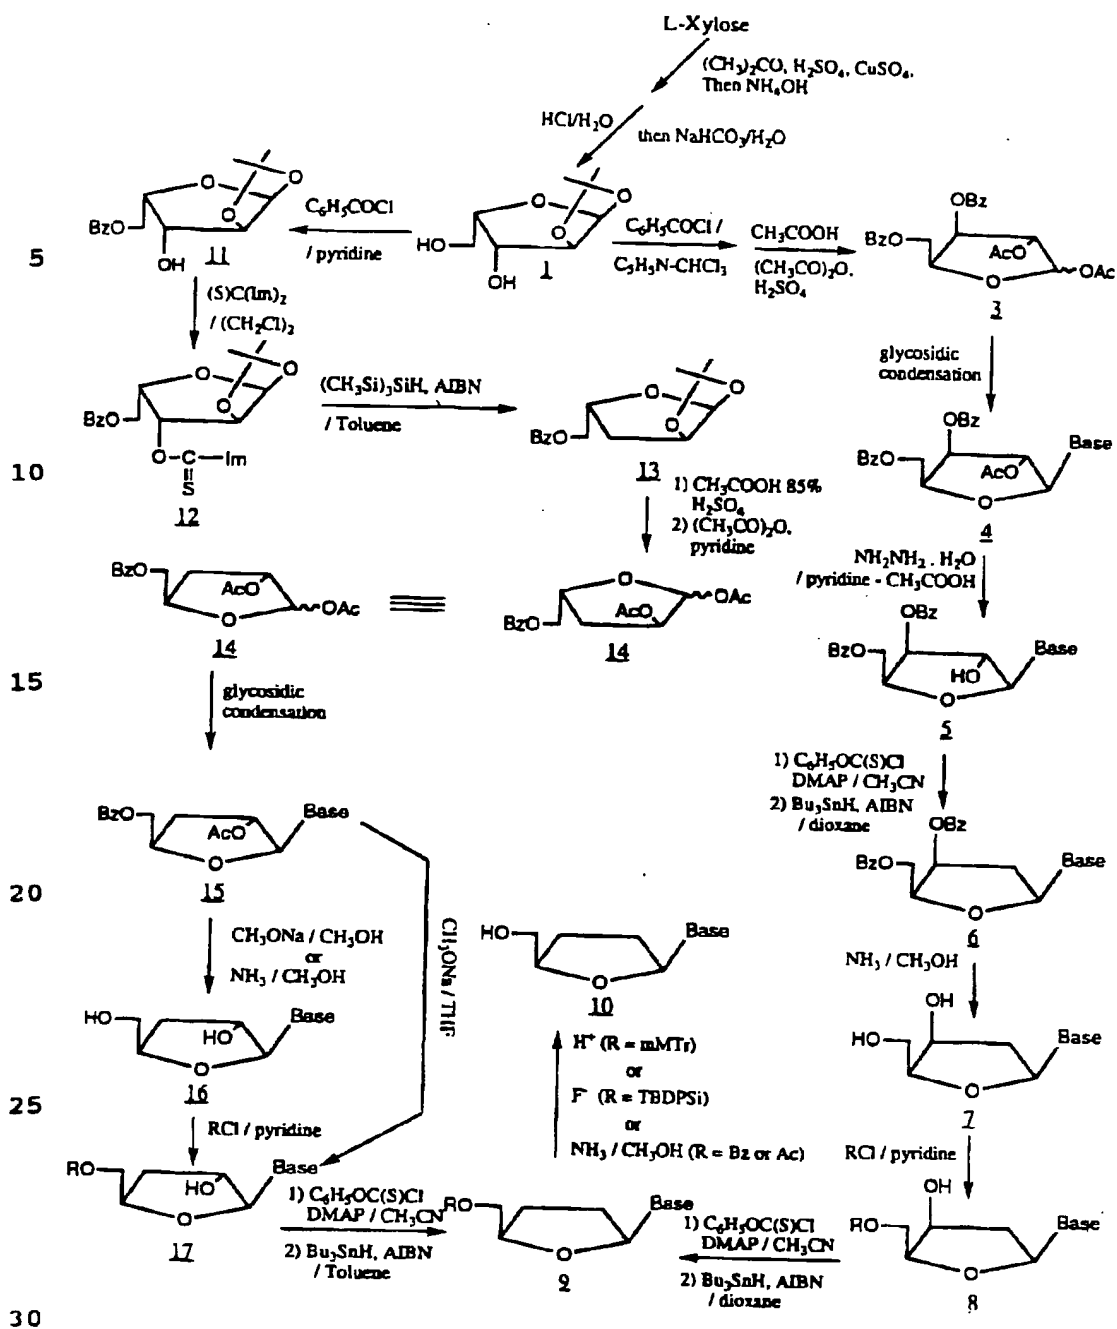 L-Xylose
(CH3)2CO, H2SO4, CuSO4,
Then NH4OH
HCl/H2O
then NaHCO3/H2O
O
O
O
BzO
OH
11
C6H5COCl
/ pyridine
O
O
O
HO
OH
1
C6H5COCl /
C5H5N-CHCl3
CH3COOH
(CH3CO)2O,
H2SO4
OBz
BzO
AcO
OAc
O
3
5
(S)C(Im)2
/ (CH2Cl)2
glycosidic
condensation
O
O
O
BzO
O-C-Im
S
12
(CH3Si)3SiH, AIBN
/ Toluene
O
O
O
BzO
13
OBz
BzO
AcO
Base
O
4
10
1) CH3COOH 85%
H2SO4
2) (CH3CO)2O,
pyridine
NH2NH2 . H2O
/ pyridine - CH3COOH
BzO
AcO
OAc
O
14
O
AcO
OAc
BzO
14
OBz
BzO
HO
Base
O
5
15
glycosidic
condensation
1) C6H5OC(S)Cl
DMAP / CH3CN
2) Bu3SnH, AIBN
/ dioxane
BzO
AcO
Base
O
15
OBz
BzO
Base
O
6
20
CH3ONa / CH3OH
or
NH3 / CH3OH
CH3ONa / THF
HO
Base
O
10
NH3 / CH3OH
HO
HO
Base
O
16
H+ (R = mMTr)
or
F- (R = TBDPSi)
or
NH3 / CH3OH (R = Bz or Ac)
OH
HO
Base
O
7
25
RCl / pyridine
RCl / pyridine
RO
HO
Base
O
17
1) C6H5OC(S)Cl
DMAP / CH3CN
2) Bu3SnH, AIBN
/ Toluene
RO
Base
O
9
1) C6H5OC(S)Cl
DMAP / CH3CN
2) Bu3SnH, AIBN
/ dioxane
OH
RO
Base
O
8
30